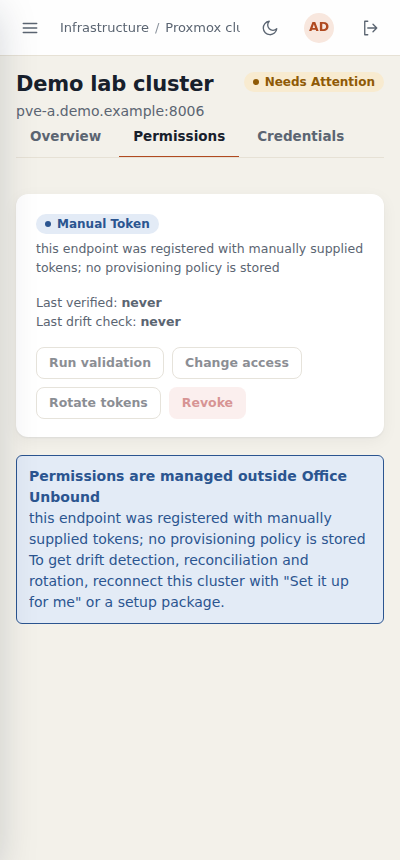 Infrastructure / Proxmox clu
AD
Demo lab cluster
Needs Attention
pve-a.demo.example:8006
Overview Permissions Credentials
Manual Token
this endpoint was registered with manually supplied
tokens; no provisioning policy is stored
Last verified: never
Last drift check: never
Run validation Change access
Rotate tokens Revoke
Permissions are managed outside Office
Unbound
this endpoint was registered with manually
supplied tokens; no provisioning policy is stored
To get drift detection, reconciliation and
rotation, reconnect this cluster with "Set it up
for me" or a setup package.